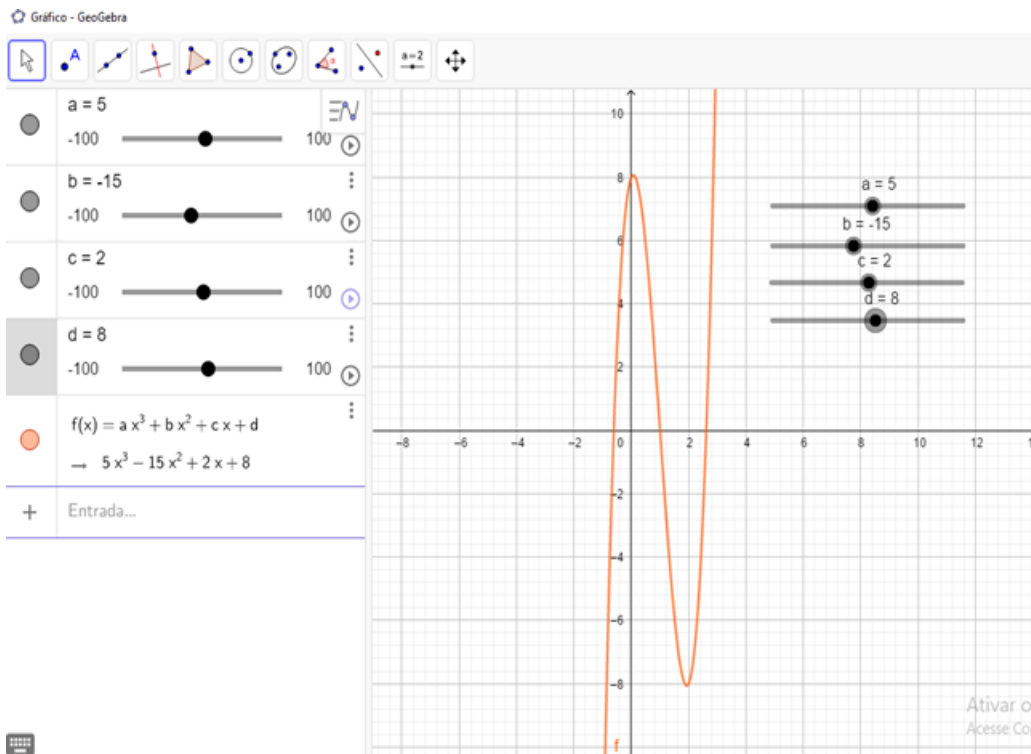 Gráfico - GeoGebra
A
a=2
a = 5
-100 100
b = -15
-100 100
c = 2
-100 100
d = 8
-100 100
f(x) = a x³ + b x² + c x + d
→ 5 x³ − 15 x² + 2 x + 8
+ Entrada...
10
8
6
4
2
-8 -6 -4 -2 0 2 4 6 8 10 12
-2
-4
-6
-8
f
a = 5
b = -15
c = 2
d = 8
Ativar o
Acesse Co